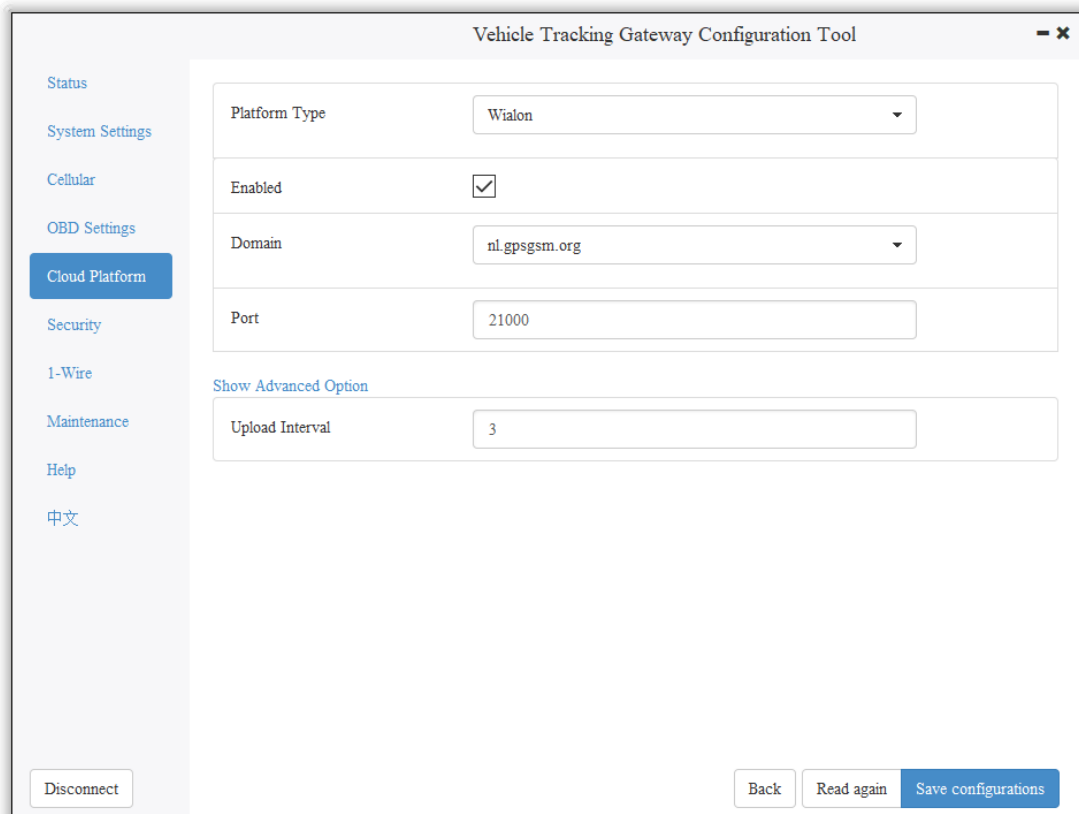 Vehicle Tracking Gateway Configuration Tool
Status
System Settings
Cellular
OBD Settings
Cloud Platform
Security
1-Wire
Maintenance
Help
中文
Platform Type
Wialon
Enabled
Domain
nl.gpsgsm.org
Port
21000
Show Advanced Option
Upload Interval
3
Disconnect
Back
Read again
Save configurations